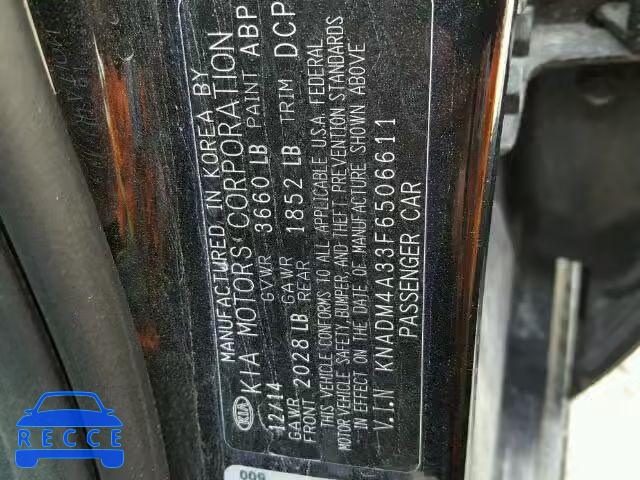 MANUFACTURED IN KOREA BY
KIA MOTORS CORPORATION
KIA
12/14 GVWR 3660 LB PAINT ABP
GAWR FRONT 2028 LB GAWR REAR 1852 LB TRIM DCP
THIS VEHICLE CONFORMS TO ALL APPLICABLE U.S.A. FEDERAL
MOTOR VEHICLE SAFETY, BUMPER, AND THEFT PREVENTION STANDARDS
IN EFFECT ON THE DATE OF MANUFACTURE SHOWN ABOVE
V.I.N KNADM4A33F6506611
PASSENGER CAR
RECCE